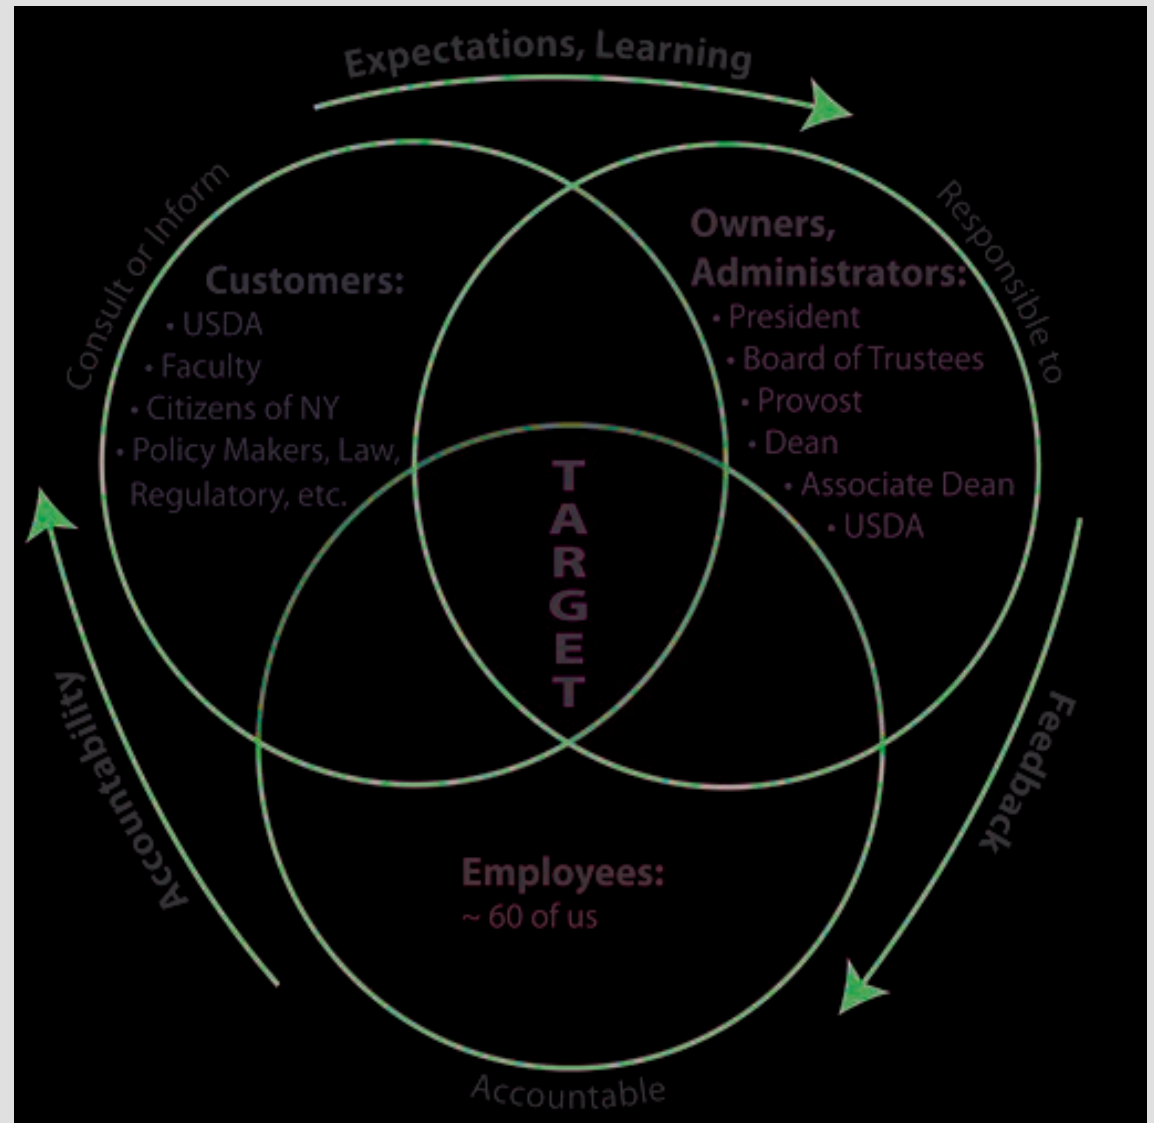 Expectations, Learning
Consult or Inform
Responsible to
Customers:
• USDA
• Faculty
• Citizens of NY
• Policy Makers, Law,
Regulatory, etc.
Owners,
Administrators:
• President
• Board of Trustees
• Provost
• Dean
• Associate Dean
• USDA
TARGET
Accountability
Feedback
Employees:
~ 60 of us
Accountable